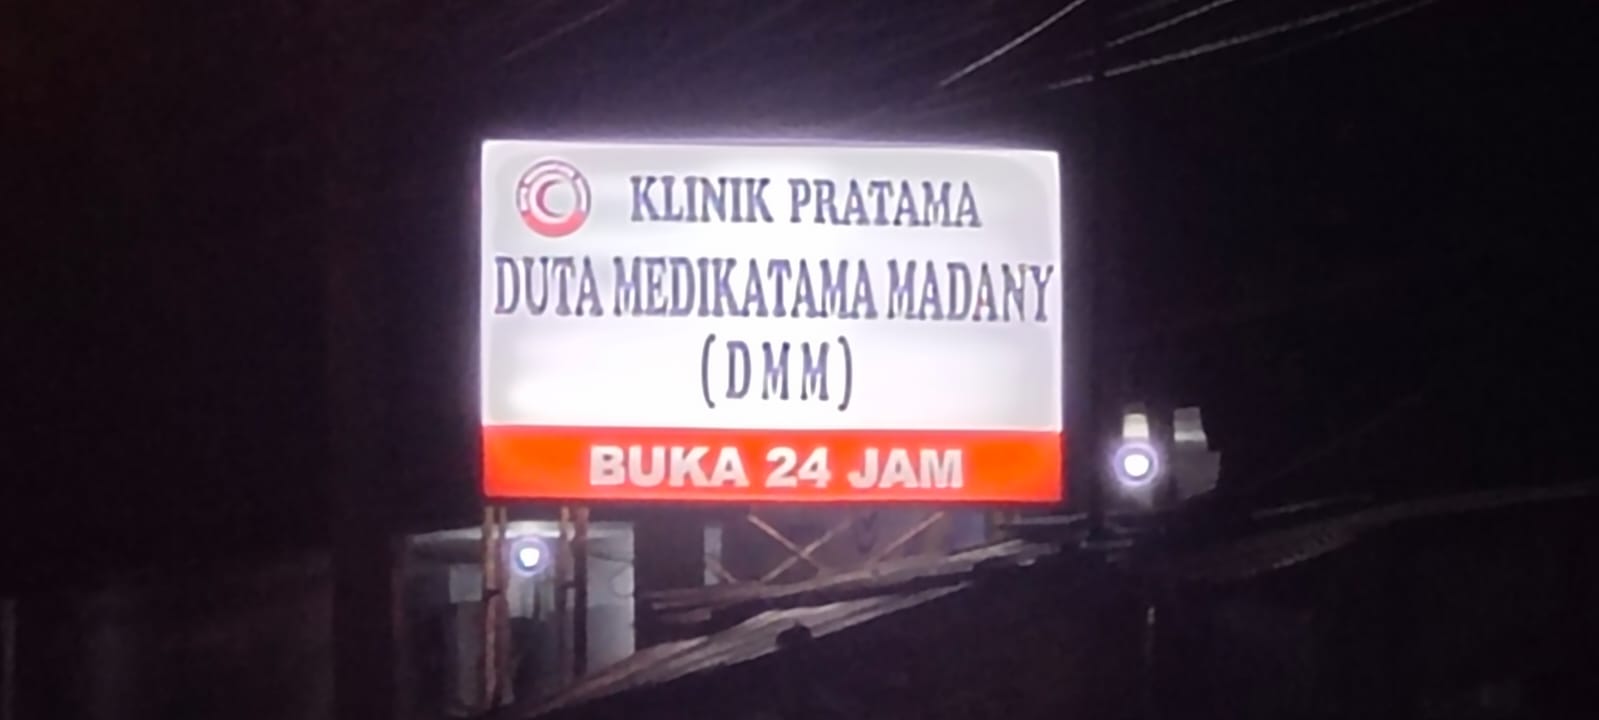 KLINIK PRATAMA
DUTA MEDIKATAMA MADANY
(DMM)
BUKA 24 JAM